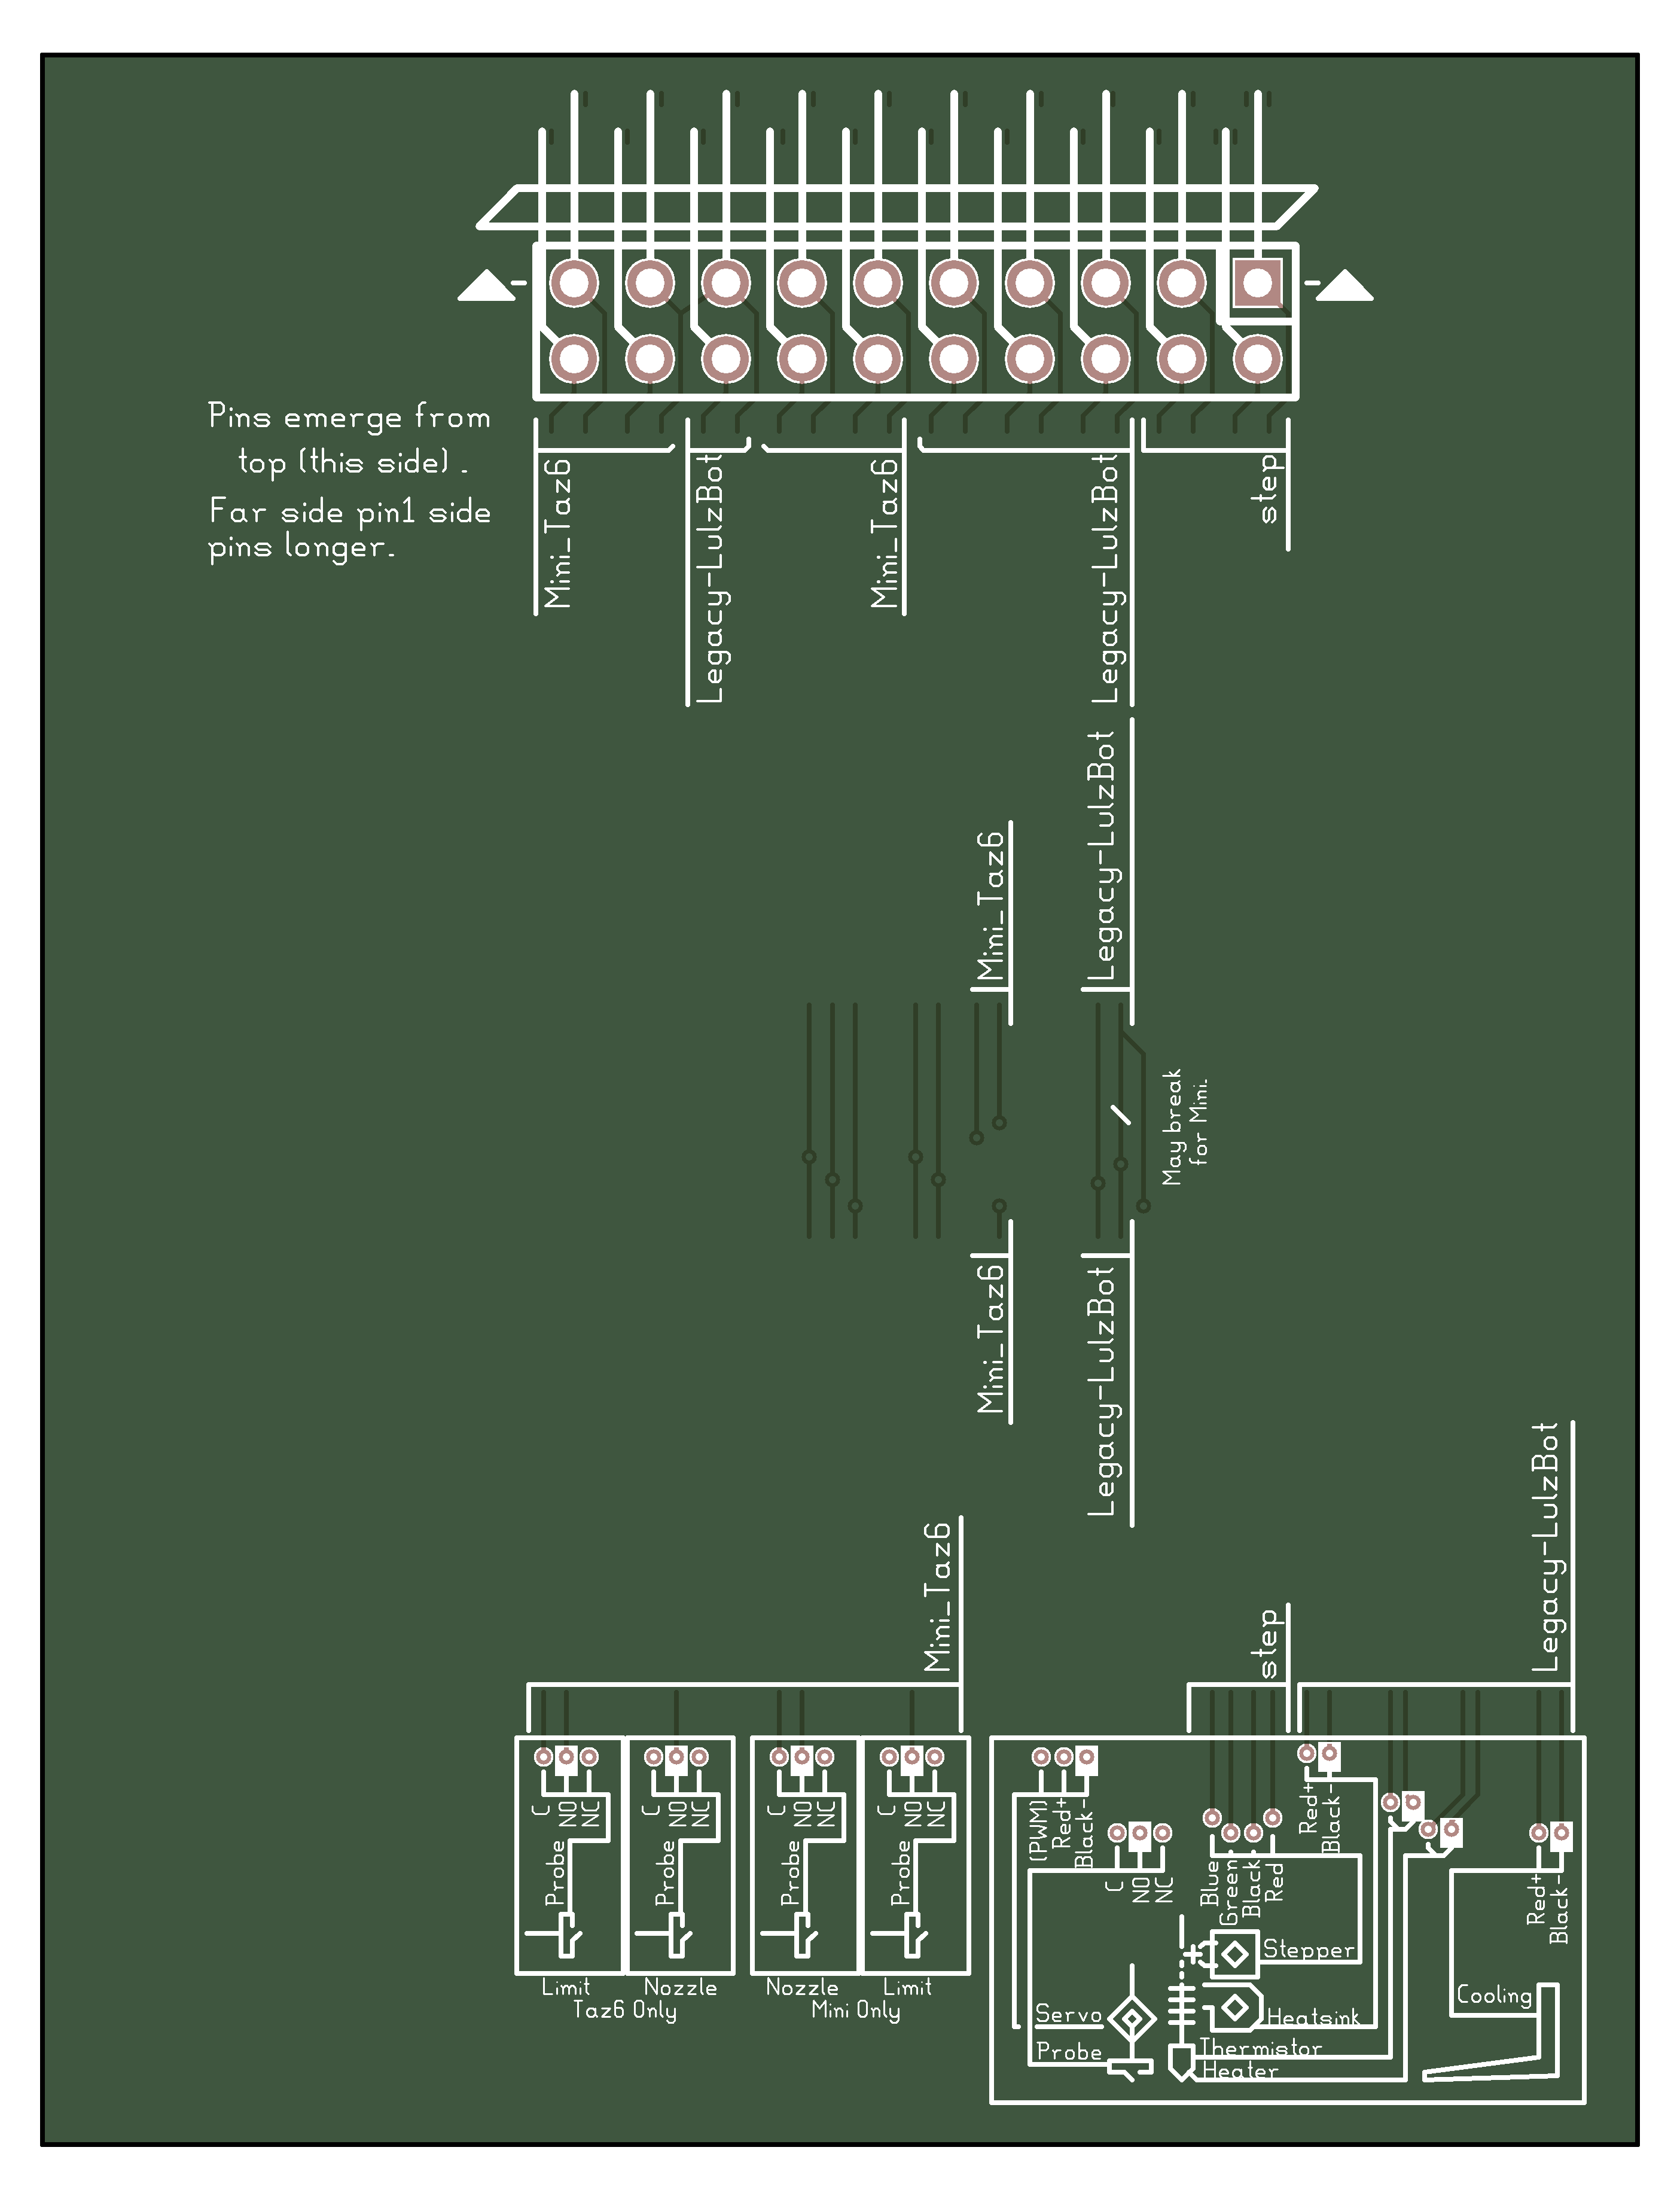 Pins emerge from
top (this side).
Far side pin1 side
pins longer.
Mini_Taz6
Legacy-LulzBot
Mini_Taz6
Legacy-LulzBot
step
Mini_Taz6
Legacy-LulzBot
May break
for Mini.
Mini_Taz6
Legacy-LulzBot
Mini_Taz6
step
Legacy-LulzBot
C
NO
NC
Probe
Limit
C
NO
NC
Probe
Nozzle
Taz6 Only
C
NO
NC
Probe
Nozzle
C
NO
NC
Probe
Limit
Mini Only
(PWM)
Red+
Black-
C
NO
NC
Blue
Green
Black
Red
Red+
Black-
Red+
Black-
Stepper
Cooling
Servo
Heatsink
Probe
Thermistor
Heater